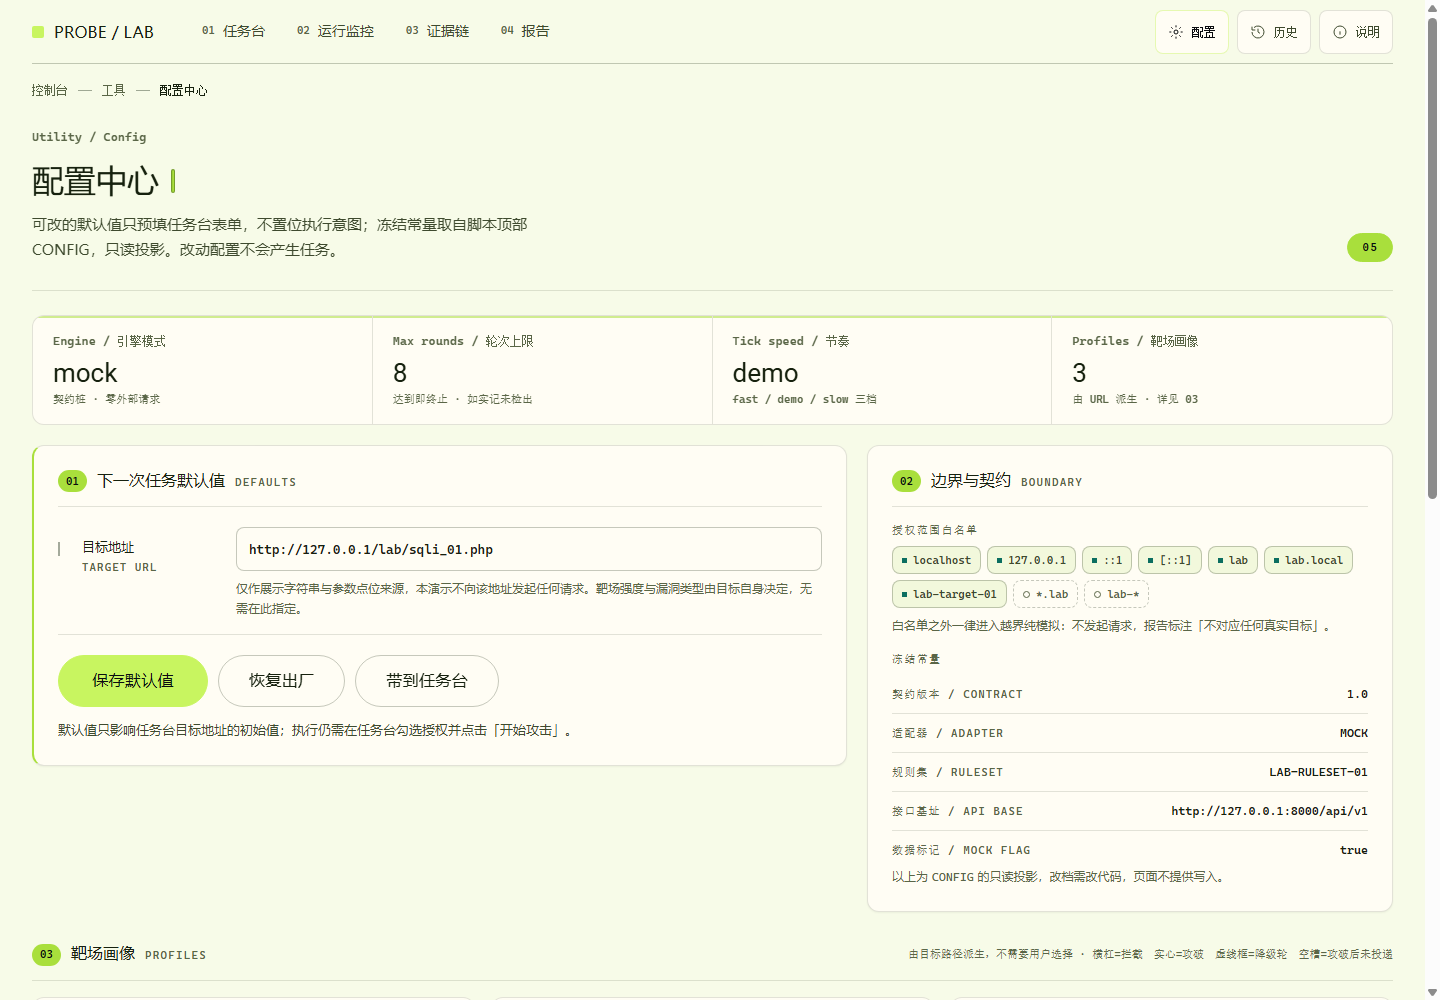 PROBE / LAB
01 任务台
02 运行监控
03 证据链
04 报告
配置
历史
说明
控制台 — 工具 — 配置中心
Utility / Config
配置中心
可改的默认值只预填任务台表单，不置位执行意图；冻结常量取自脚本顶部
CONFIG，只读投影。改动配置不会产生任务。
05
Engine / 引擎模式
mock
契约桩 · 零外部请求
Max rounds / 轮次上限
8
达到即终止 · 如实记未检出
Tick speed / 节奏
demo
fast / demo / slow 三档
Profiles / 靶场画像
3
由 URL 派生 · 详见 03
01 下一次任务默认值 DEFAULTS
目标地址
TARGET URL
http://127.0.0.1/lab/sqli_01.php
仅作展示字符串与参数点位来源，本演示不向该地址发起任何请求。靶场强度与漏洞类型由目标自身决定，无
需在此指定。
保存默认值
恢复出厂
带到任务台
默认值只影响任务台目标地址的初始值；执行仍需在任务台勾选授权并点击「开始攻击」。
02 边界与契约 BOUNDARY
授权范围白名单
localhost
127.0.0.1
::1
[::1]
lab
lab.local
lab-target-01
*.lab
lab-*
白名单之外一律进入越界纯模拟：不发起请求，报告标注「不对应任何真实目标」。
冻结常量
契约版本 / CONTRACT 1.0
适配器 / ADAPTER MOCK
规则集 / RULESET LAB-RULESET-01
接口基址 / API BASE http://127.0.0.1:8000/api/v1
数据标记 / MOCK FLAG true
以上为 CONFIG 的只读投影，改档需改代码，页面不提供写入。
03 靶场画像 PROFILES
由目标路径派生，不需要用户选择 · 横杠=拦截 实心=攻破 虚线框=降级轮 空槽=攻破后未投递